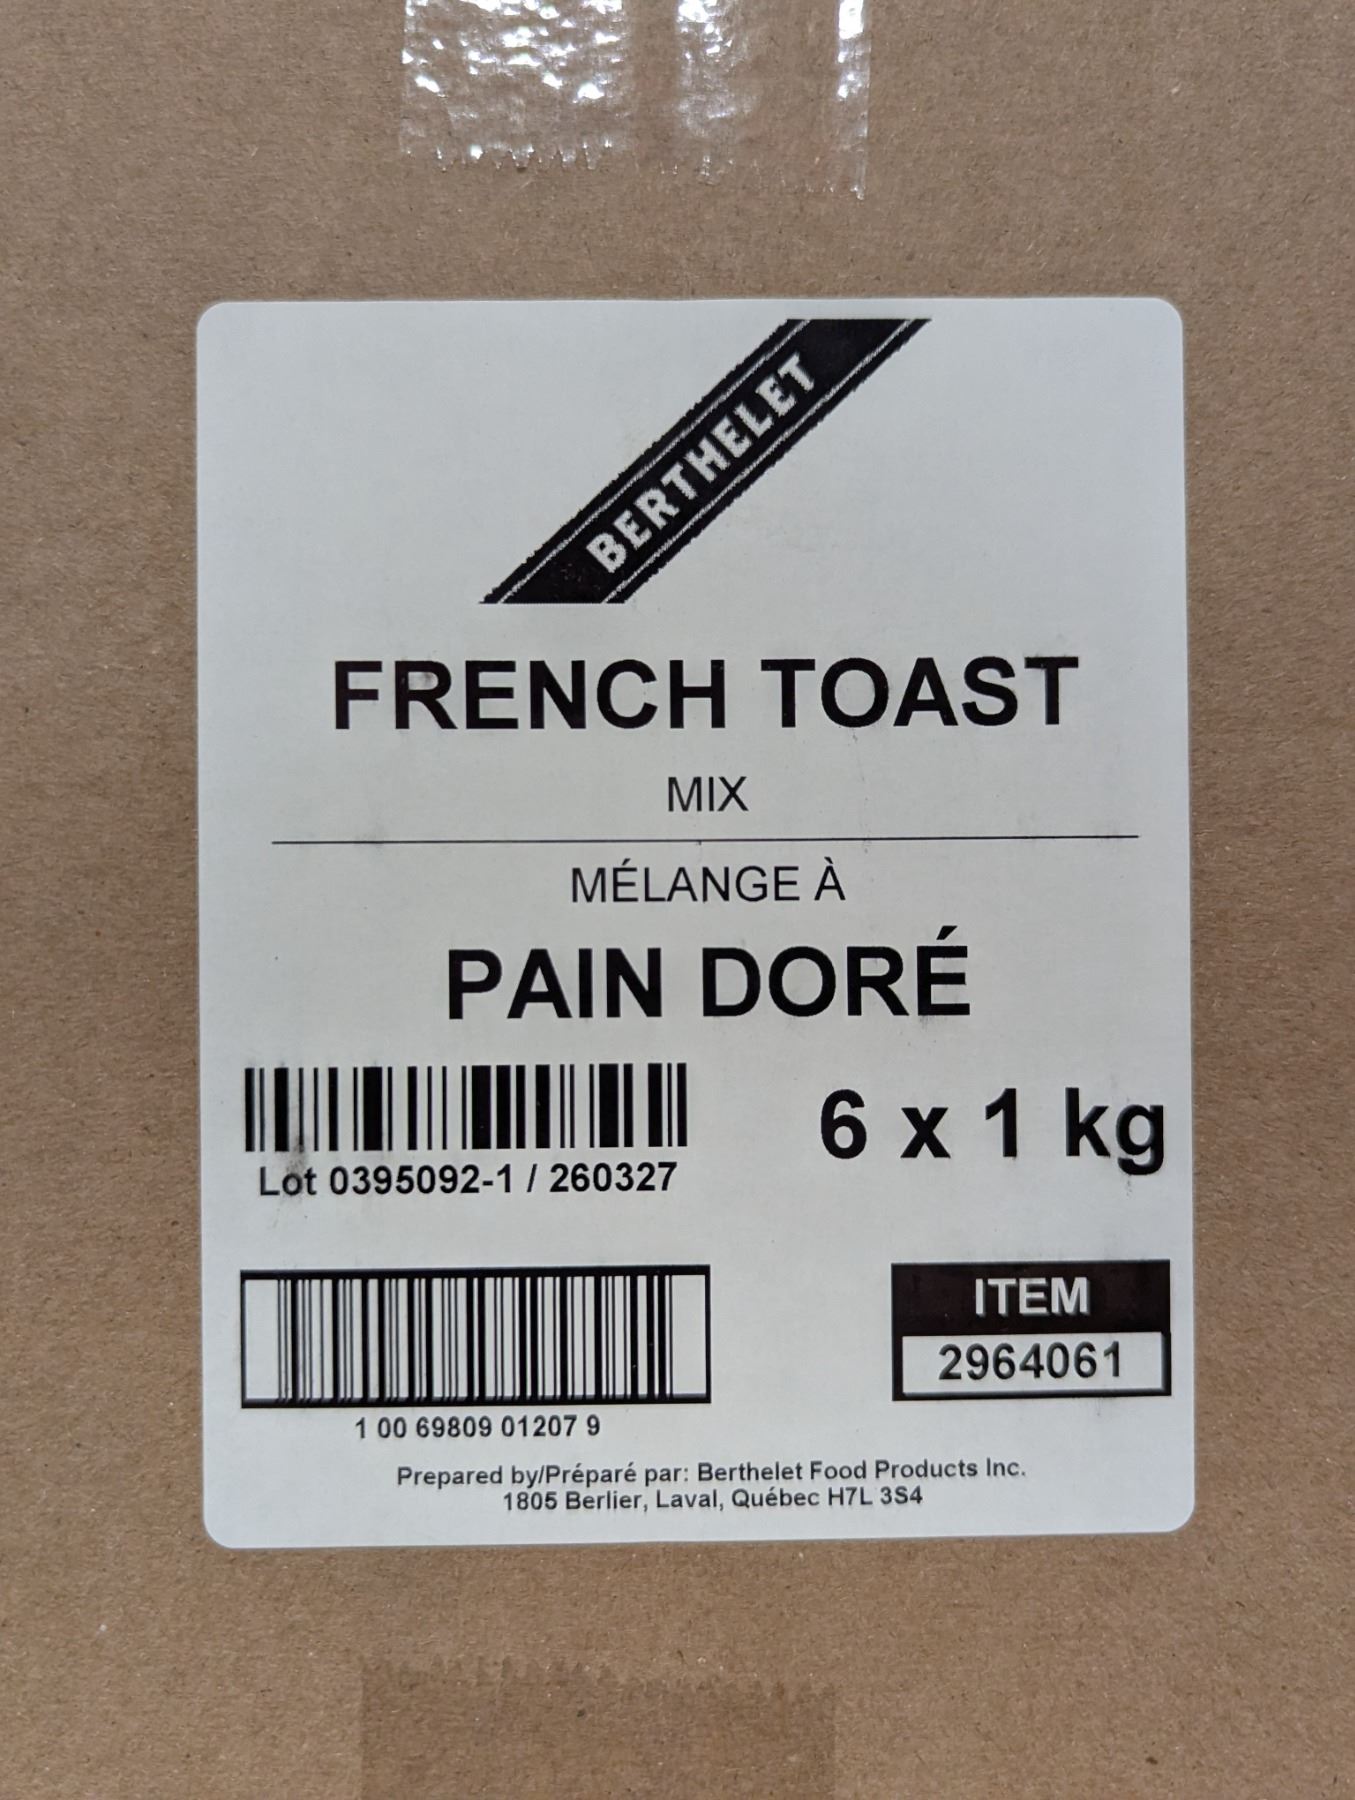 BERTHELET
FRENCH TOAST
MIX
MÉLANGE À
PAIN DORÉ
6 x 1 kg
Lot 0395092-1 / 260327
ITEM
2964061
1 00 69809 01207 9
Prepared by/Préparé par: Berthelet Food Products Inc.
1805 Berlier, Laval, Québec H7L 3S4